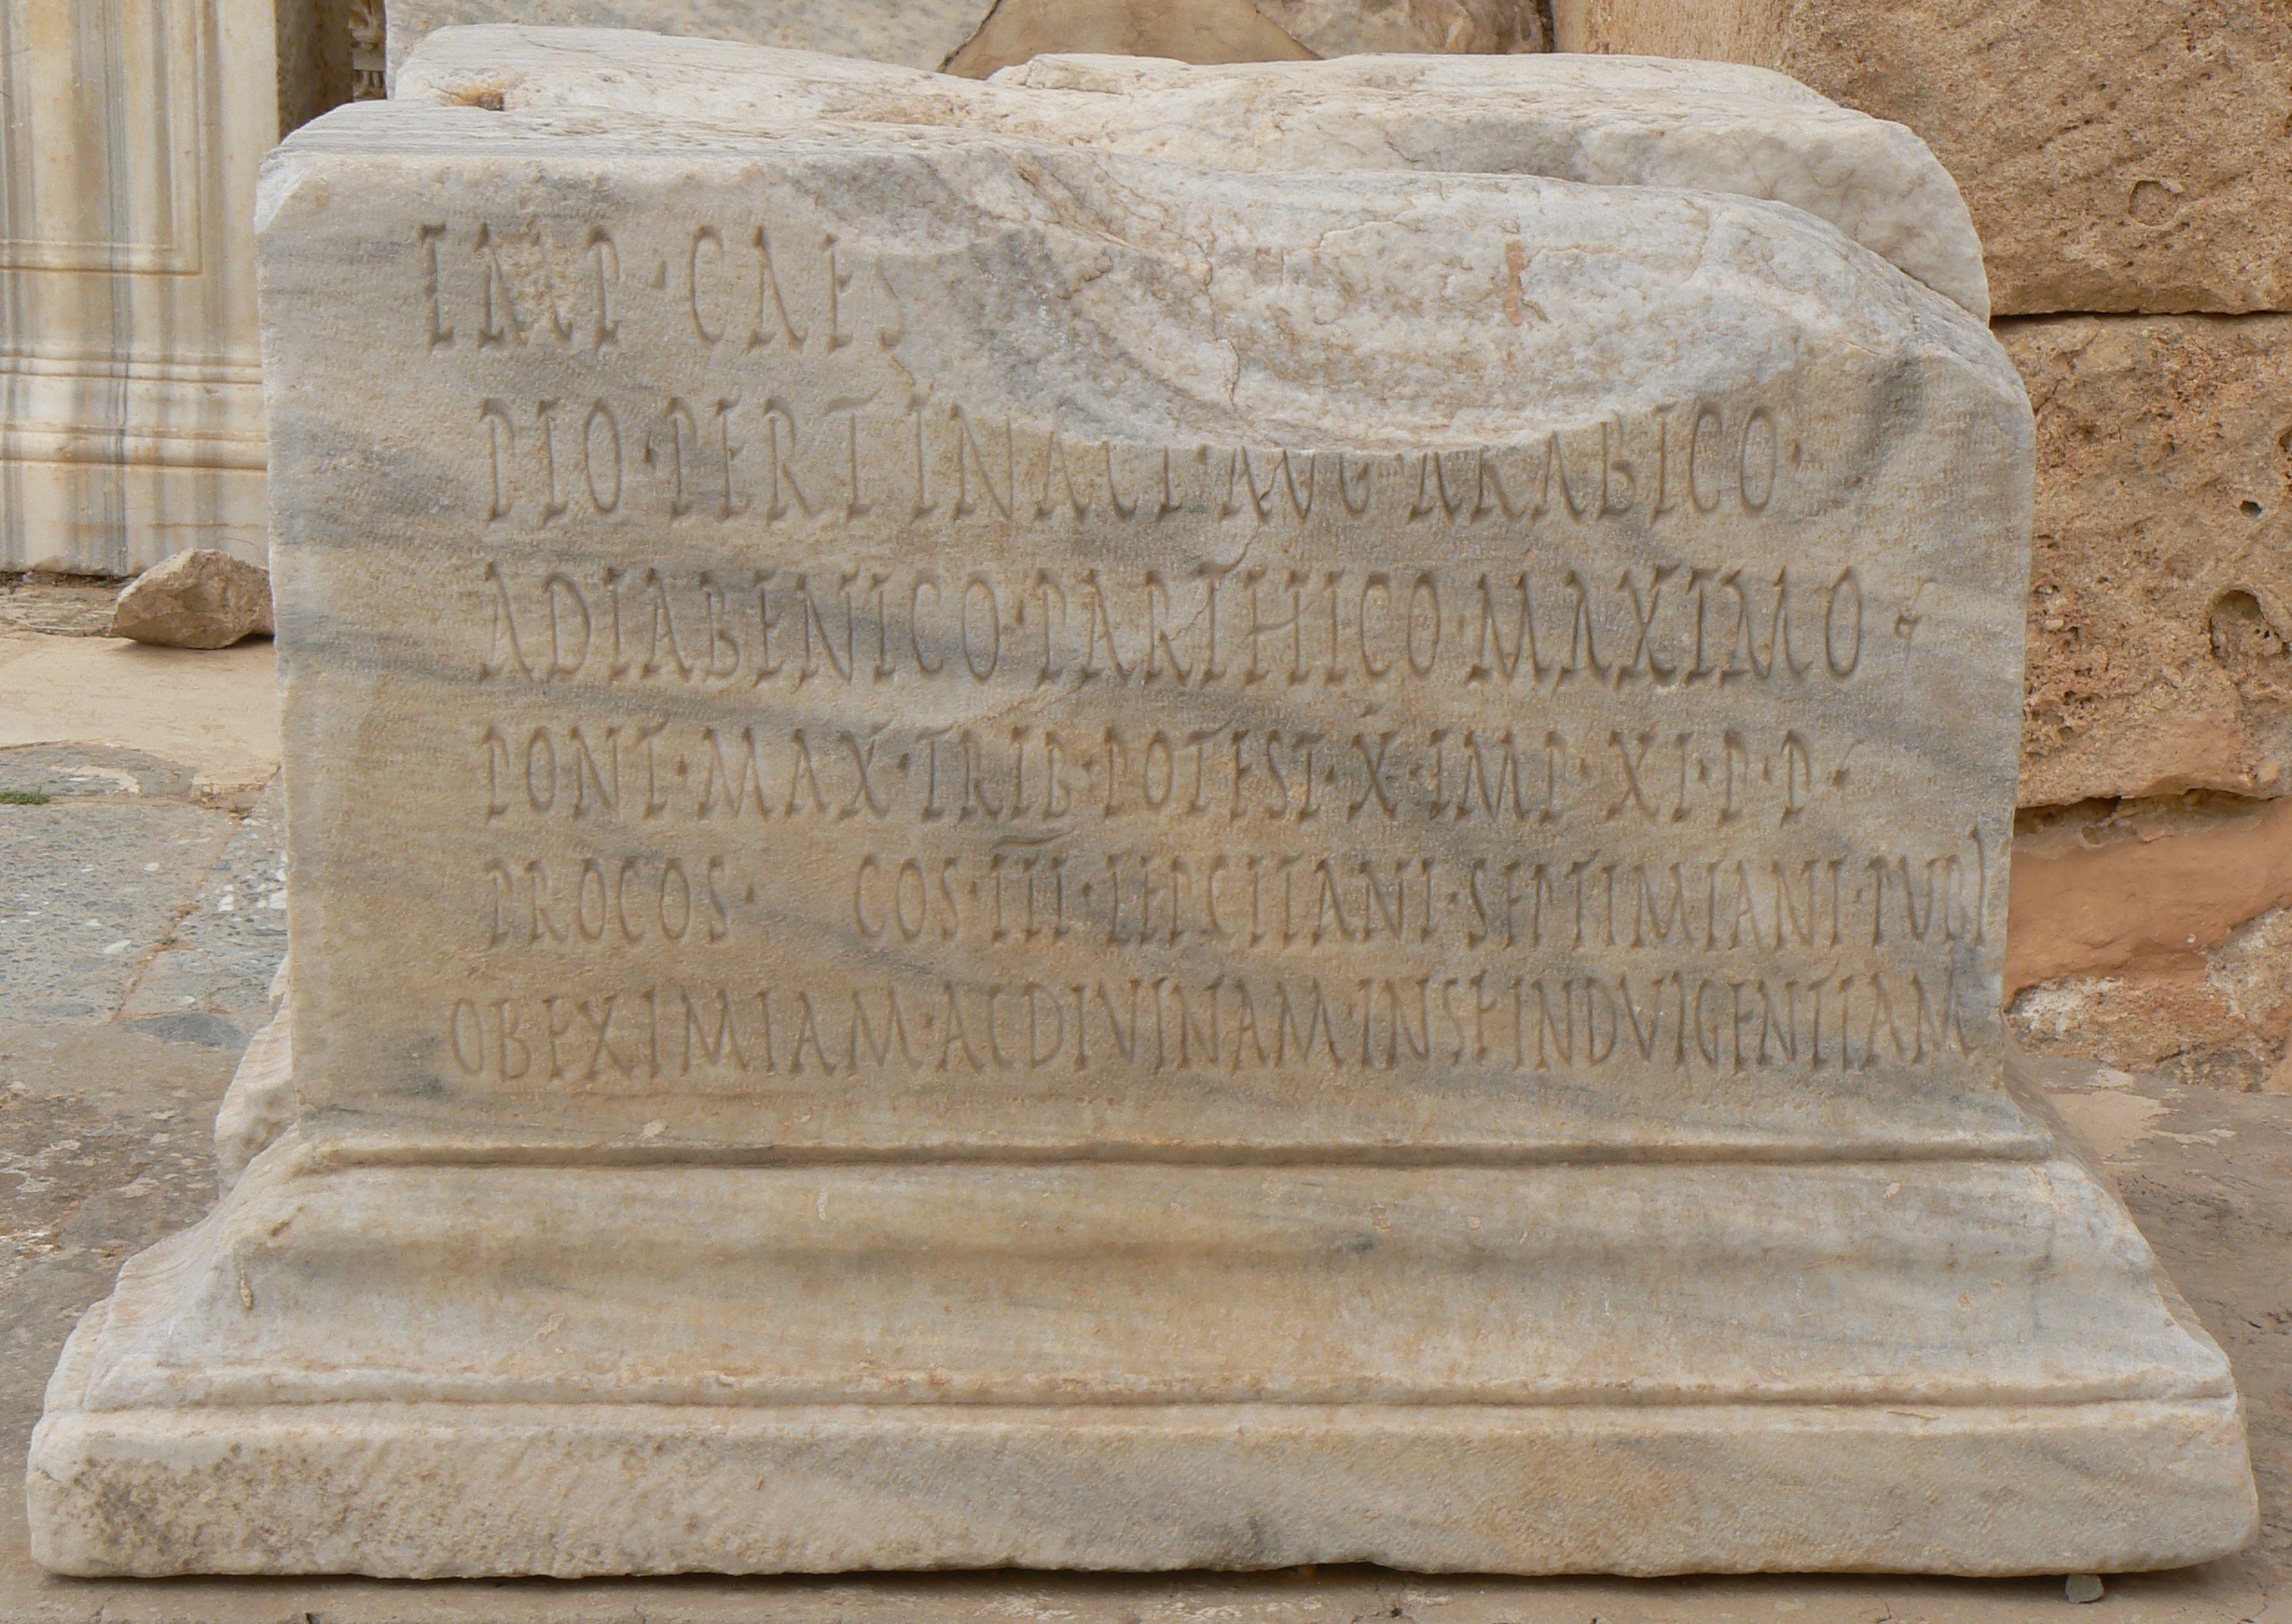 IMP·CAES
PIO·PERTINACI·AVG·ARABICO·
ADIABENICO·PARTHICO·MAXIMO
PONT·MAX·TRIB·POTEST·X·IMP·XI·P·P·
PROCOS· COS·III·LEPCITANI·SEPTIMIANI·PVBL
OB EXIMIAM·AC DIVINAM·IN SE INDVLGENTIAM